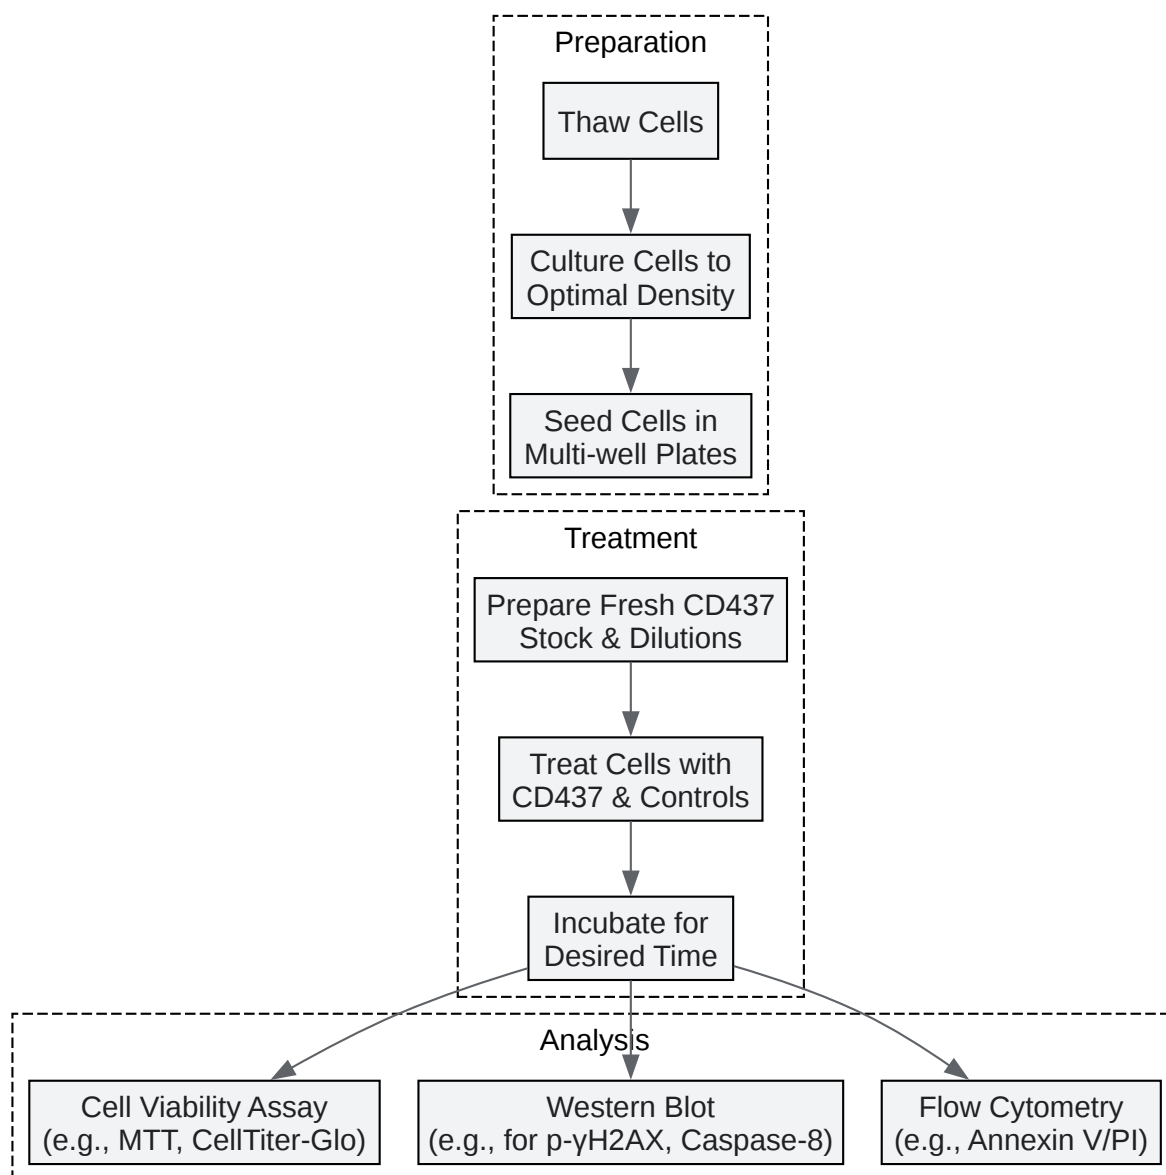 Preparation
Thaw Cells
Culture Cells to
Optimal Density
Seed Cells in
Multi-well Plates
Treatment
Prepare Fresh CD437
Stock & Dilutions
Treat Cells with
CD437 & Controls
Incubate for
Desired Time
Analysis
Cell Viability Assay
(e.g., MTT, CellTiter-Glo)
Western Blot
(e.g., for p-γH2AX, Caspase-8)
Flow Cytometry
(e.g., Annexin V/PI)